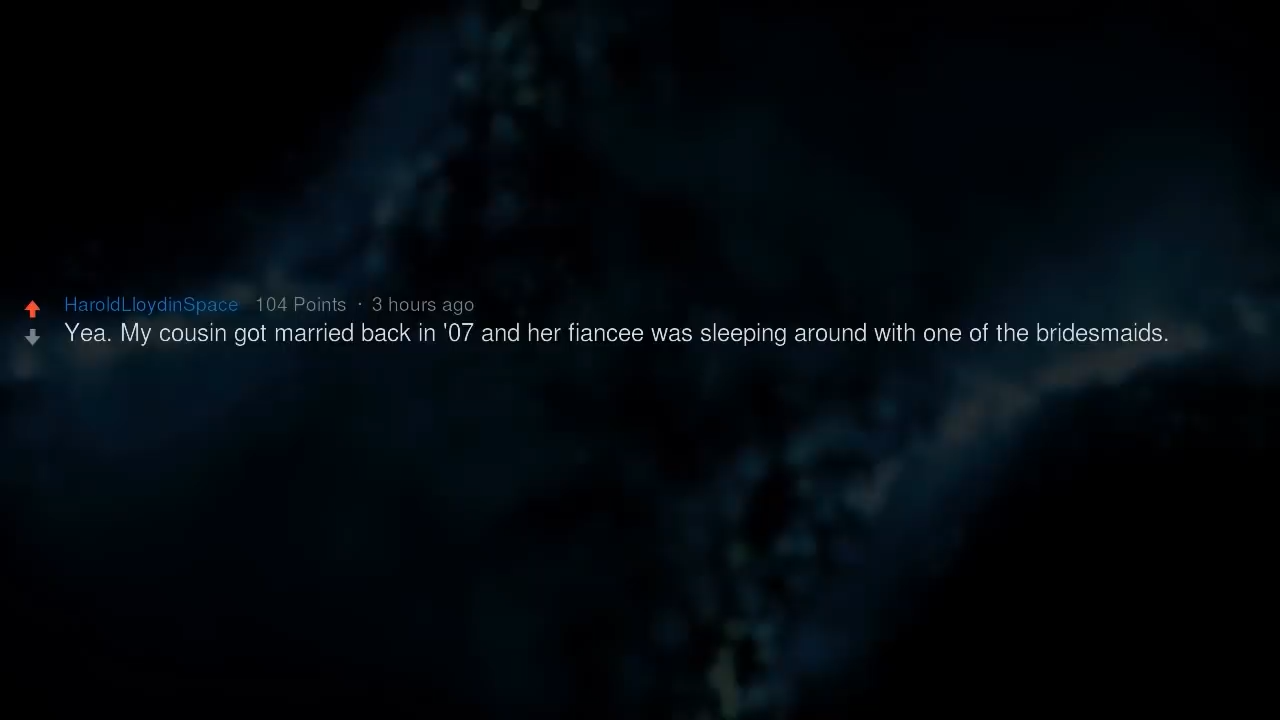 HaroldLloydinSpace 104 Points · 3 hours ago
Yea. My cousin got married back in '07 and her fiancee was sleeping around with one of the bridesmaids.